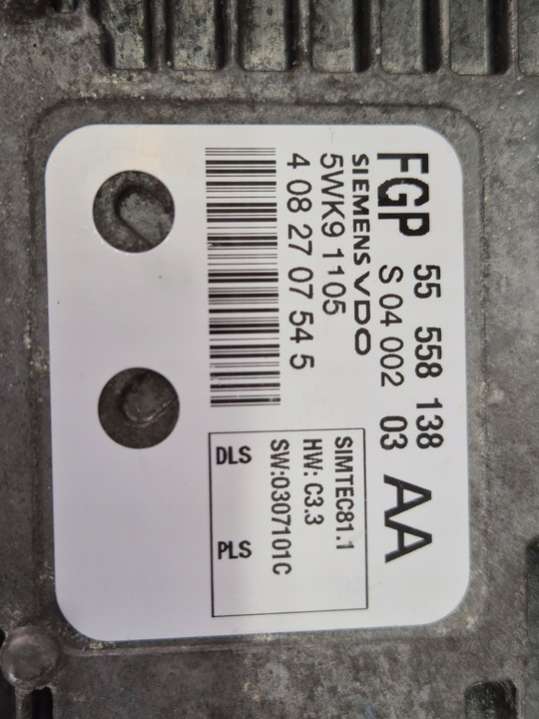 FGP 55 558 138
S 04 002 03 AA
SIEMENS VDO
5WK9 1105
4 08 27 07 54 5
SIMTEC81.1
HW: C3.3
SW:0307101C
DLS PLS